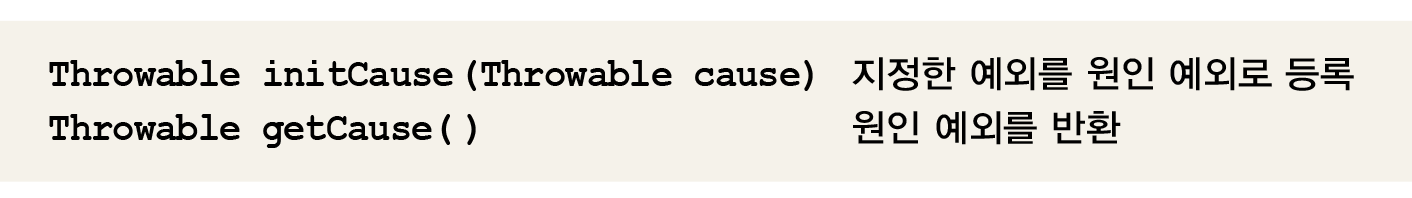 Throwable initCause(Throwable cause) 지정한 예외를 원인 예외로 등록
Throwable getCause() 원인 예외를 반환